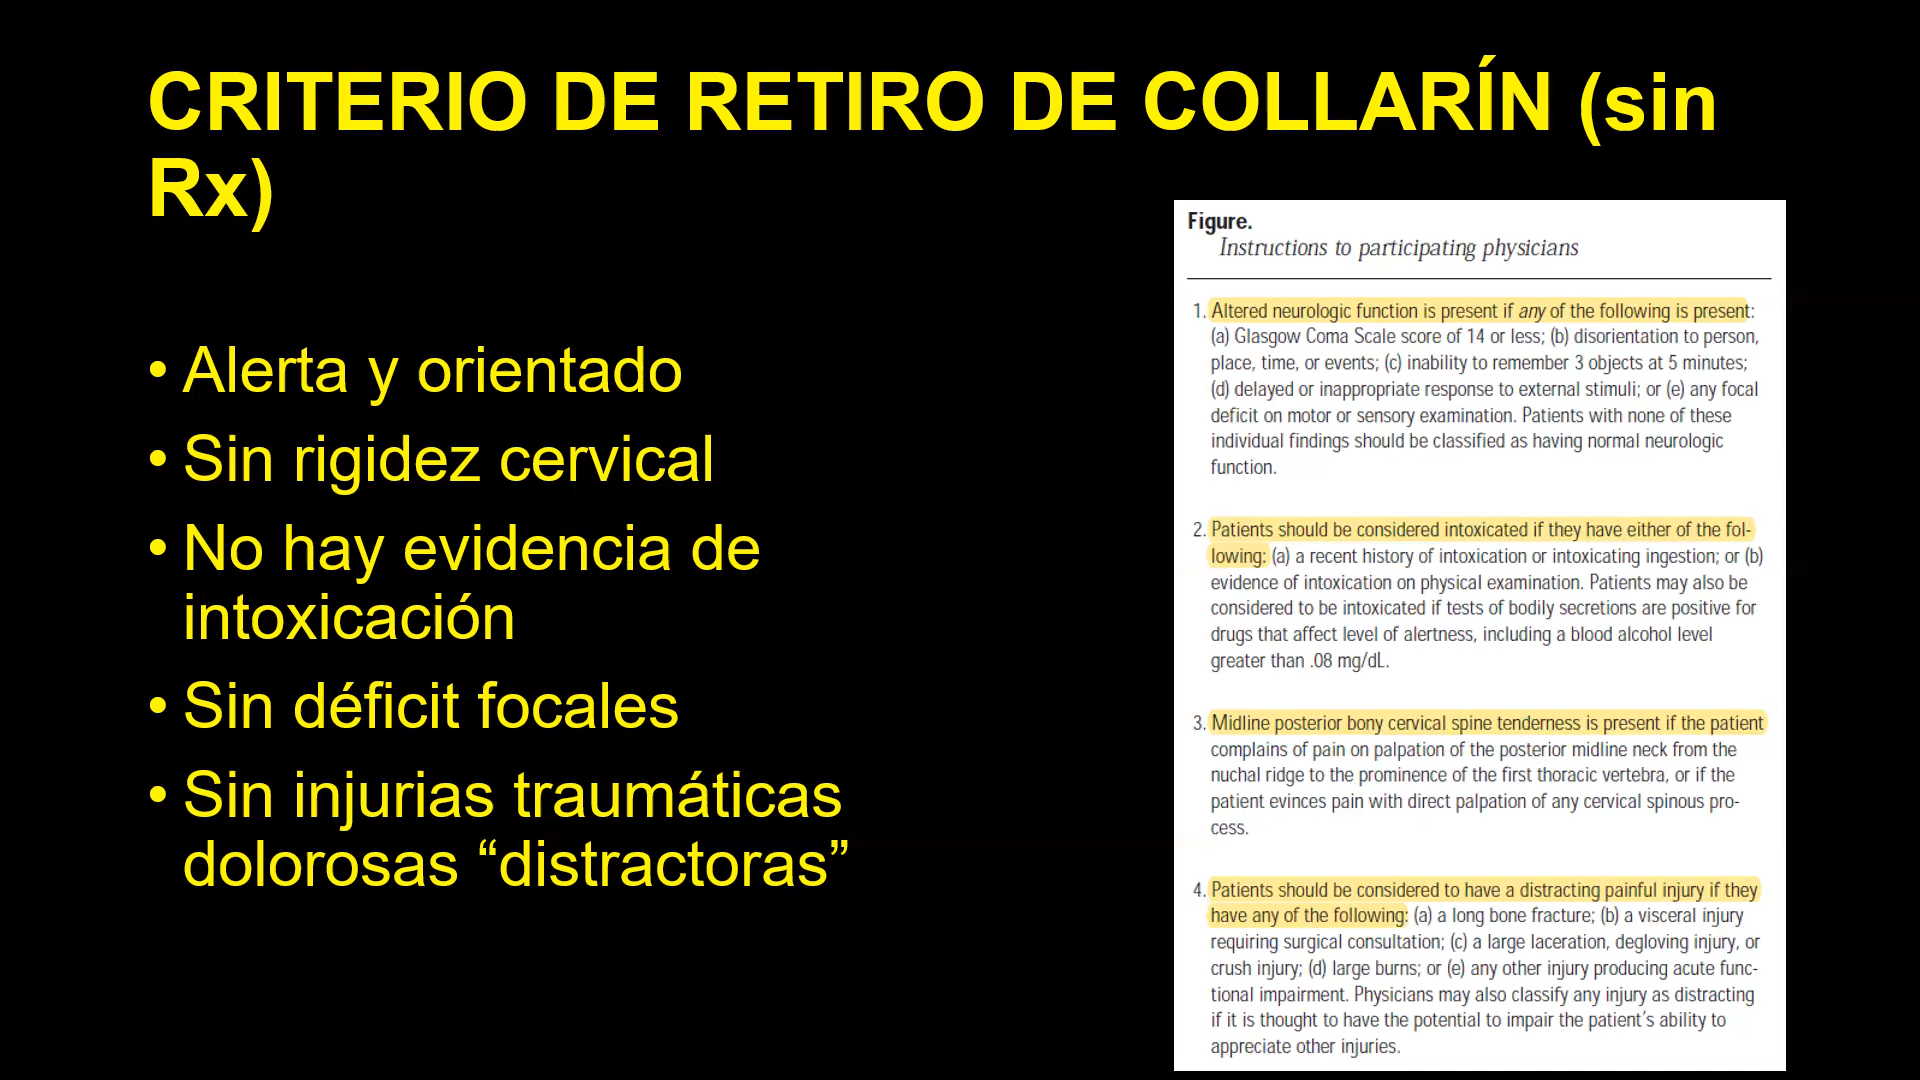 CRITERIO DE RETIRO DE COLLARÍN (sin
Rx)
• Alerta y orientado
• Sin rigidez cervical
• No hay evidencia de
intoxicación
• Sin déficit focales
• Sin injurias traumáticas
dolorosas “distractoras”
Figure.
Instructions to participating physicians
1. Altered neurologic function is present if any of the following is present:
(a) Glasgow Coma Scale score of 14 or less; (b) disorientation to person,
place, time, or events; (c) inability to remember 3 objects at 5 minutes;
(d) delayed or inappropriate response to external stimuli; or (e) any focal
deficit on motor or sensory examination. Patients with none of these
individual findings should be classified as having normal neurologic
function.
2. Patients should be considered intoxicated if they have either of the fol-
lowing: (a) a recent history of intoxication or intoxicating ingestion; or (b)
evidence of intoxication on physical examination. Patients may also be
considered to be intoxicated if tests of bodily secretions are positive for
drugs that affect level of alertness, including a blood alcohol level
greater than .08 mg/dL.
3. Midline posterior bony cervical spine tenderness is present if the patient
complains of pain on palpation of the posterior midline neck from the
nuchal ridge to the prominence of the first thoracic vertebra, or if the
patient evinces pain with direct palpation of any cervical spinous pro-
cess.
4. Patients should be considered to have a distracting painful injury if they
have any of the following: (a) a long bone fracture; (b) a visceral injury
requiring surgical consultation; (c) a large laceration, degloving injury, or
crush injury; (d) large burns; or (e) any other injury producing acute func-
tional impairment. Physicians may also classify any injury as distracting
if it is thought to have the potential to impair the patient's ability to
appreciate other injuries.